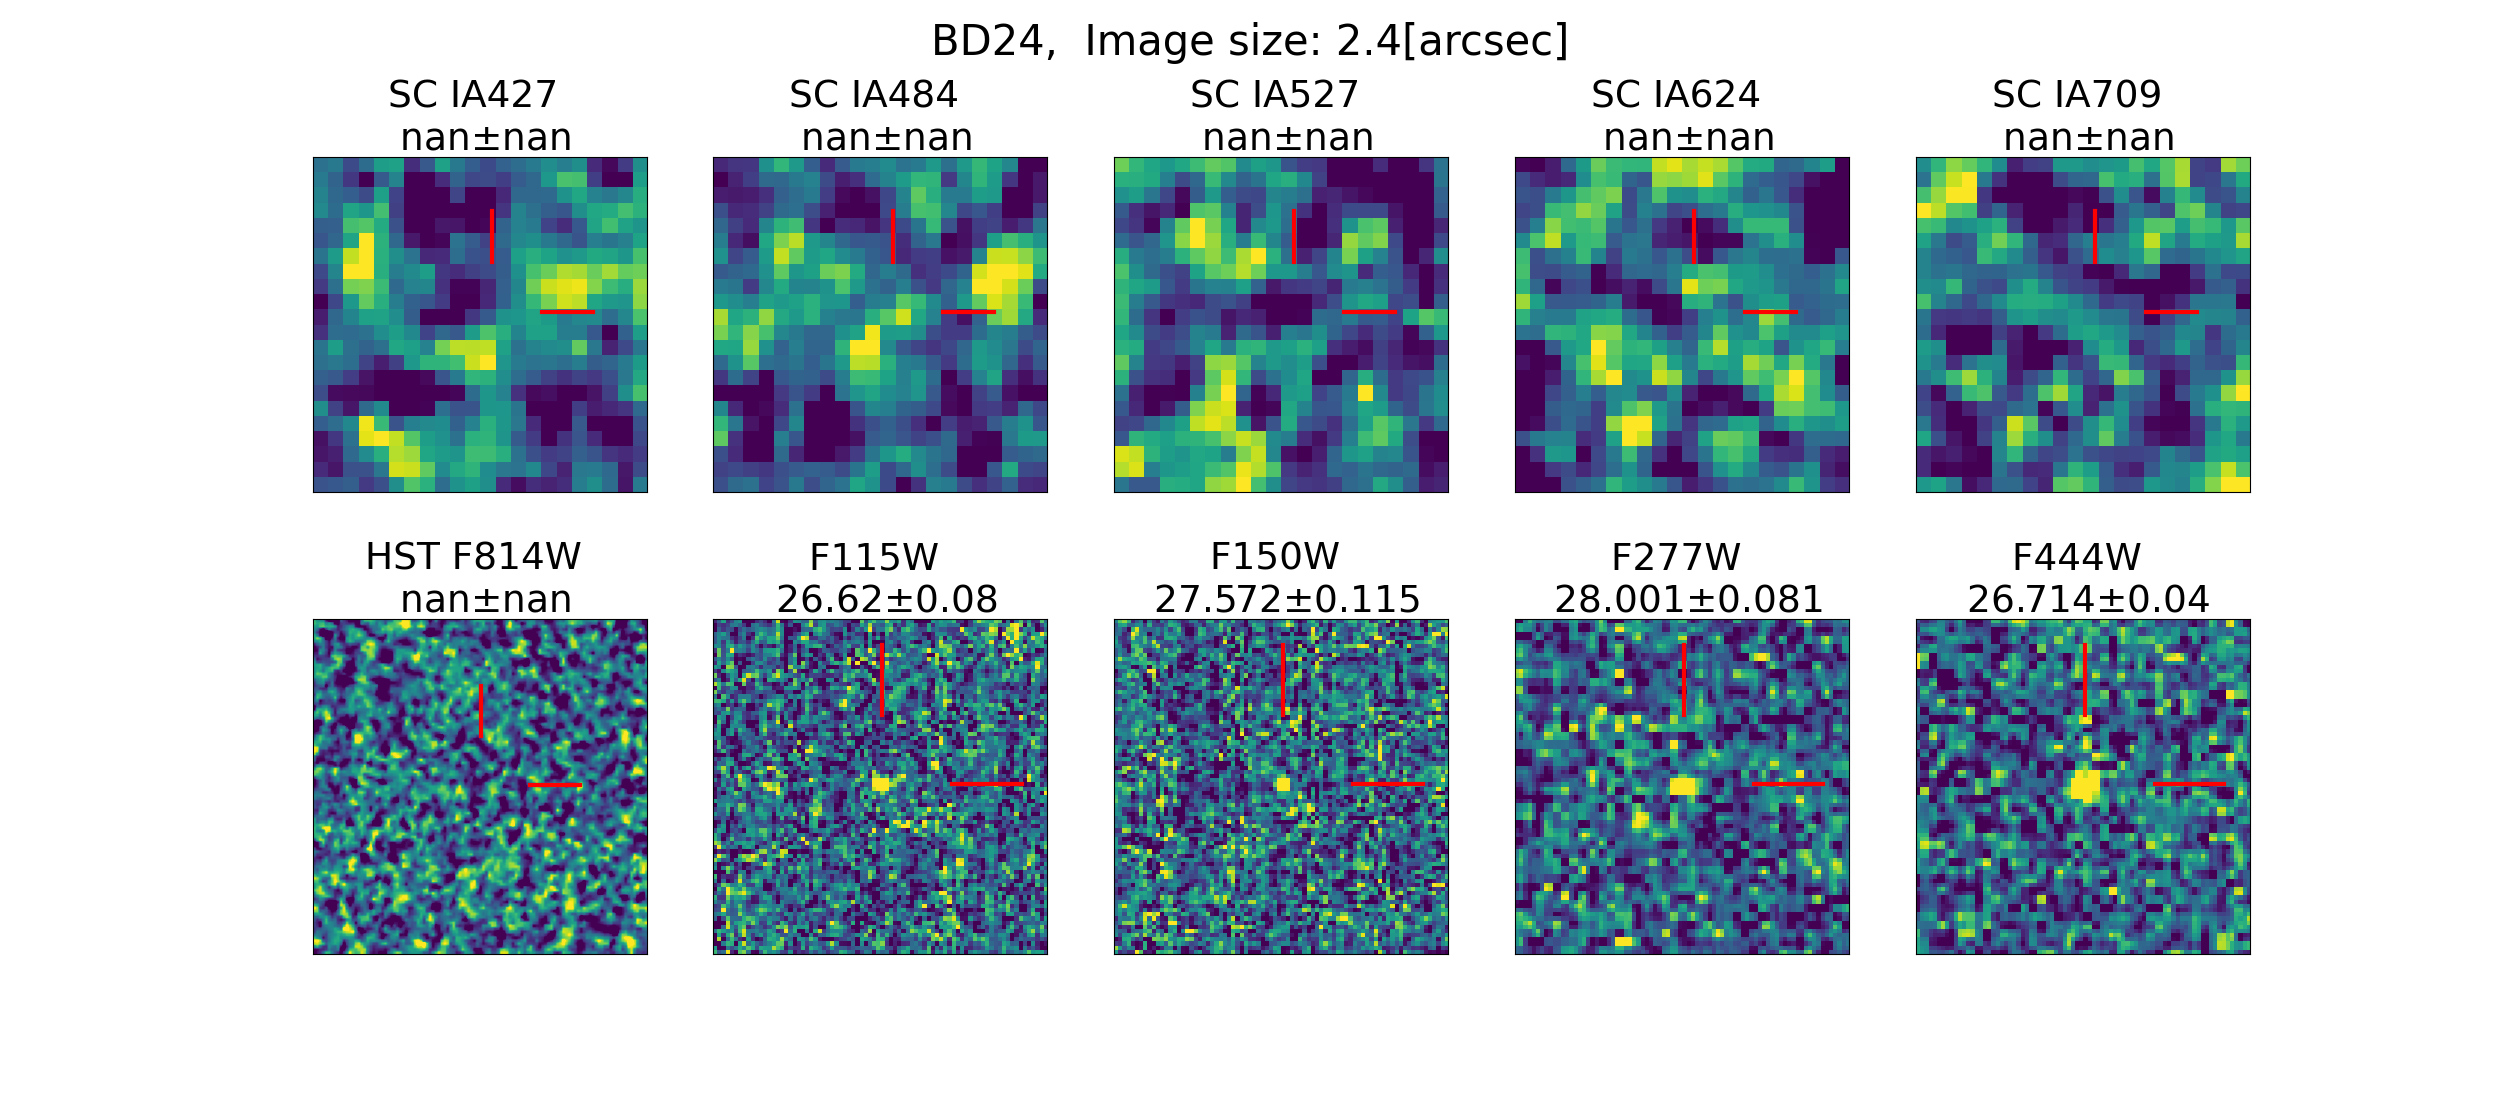 BD24,  Image size: 2.4[arcsec]
SC IA427
nan±nan
SC IA484
nan±nan
SC IA527
nan±nan
SC IA624
nan±nan
SC IA709
nan±nan
HST F814W
nan±nan
F115W
26.62±0.08
F150W
27.572±0.115
F277W
28.001±0.081
F444W
26.714±0.04